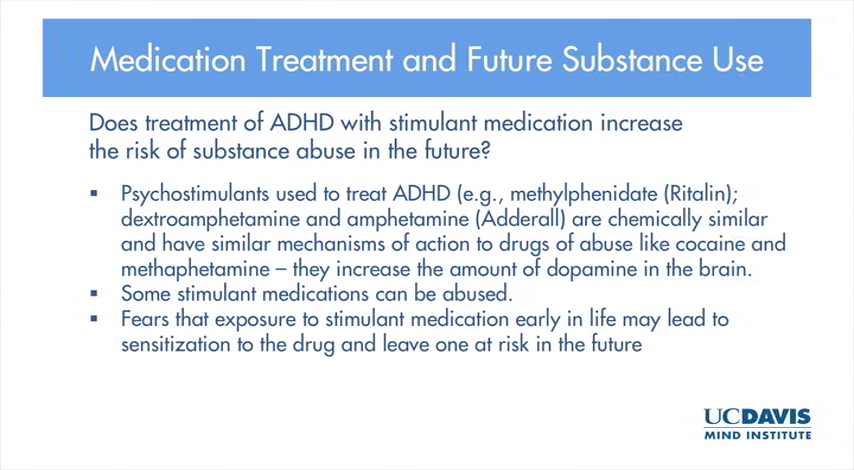 Medication Treatment and Future Substance Use
Does treatment of ADHD with stimulant medication increase
the risk of substance abuse in the future?
▪ Psychostimulants used to treat ADHD (e.g., methylphenidate (Ritalin);
dextroamphetamine and amphetamine (Adderall) are chemically similar
and have similar mechanisms of action to drugs of abuse like cocaine and
methaphetamine – they increase the amount of dopamine in the brain.
▪ Some stimulant medications can be abused.
▪ Fears that exposure to stimulant medication early in life may lead to
sensitization to the drug and leave one at risk in the future
UCDAVIS
MIND INSTITUTE